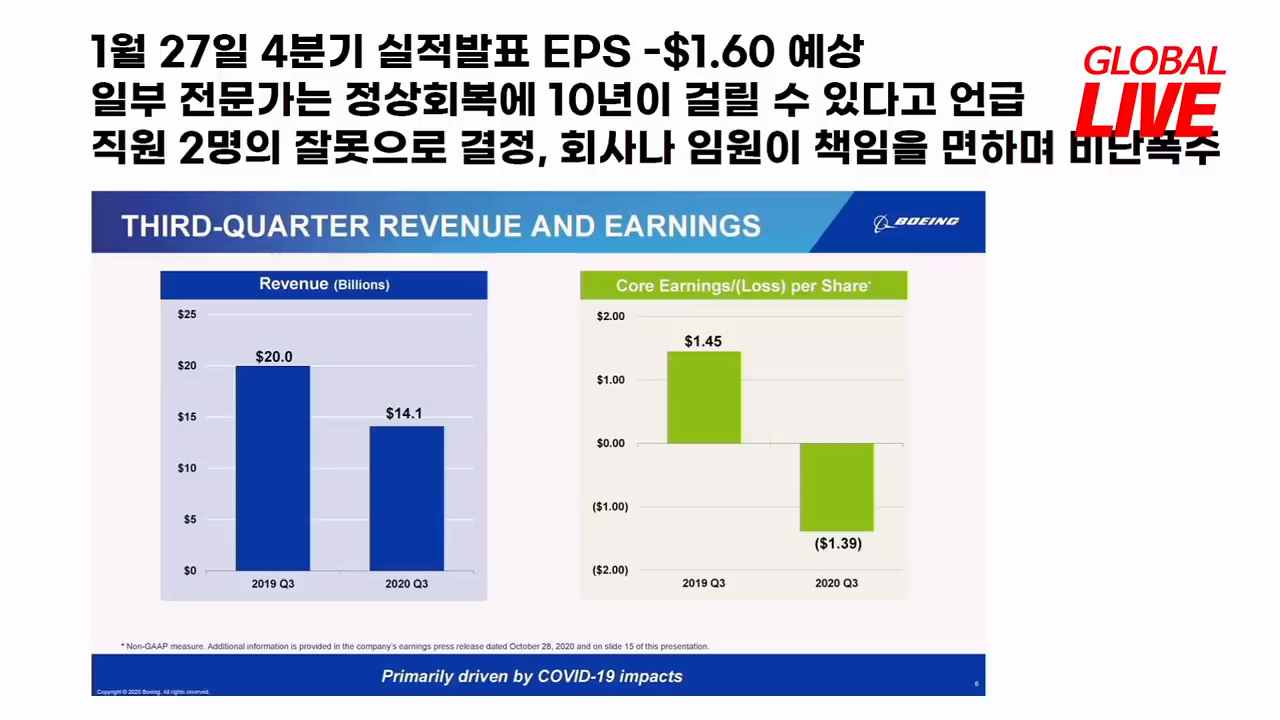 1월 27일 4분기 실적발표 EPS -$1.60 예상
일부 전문가는 정상회복에 10년이 걸릴 수 있다고 언급
직원 2명의 잘못으로 결정, 회사나 임원이 책임을 면하며 비난폭주
GLOBAL
LIVE
THIRD-QUARTER REVENUE AND EARNINGS
BOEING
Revenue (Billions)
$25
$20
$15
$10
$5
$0
$20.0
$14.1
2019 Q3
2020 Q3
Core Earnings/(Loss) per Share*
$2.00
$1.00
$0.00
($1.00)
($2.00)
$1.45
($1.39)
2019 Q3
2020 Q3
* Non-GAAP measure. Additional information is provided in the company's earnings press release dated October 28, 2020 and on slide 15 of this presentation.
Primarily driven by COVID-19 impacts
Copyright © 2020 Boeing. All rights reserved.
6